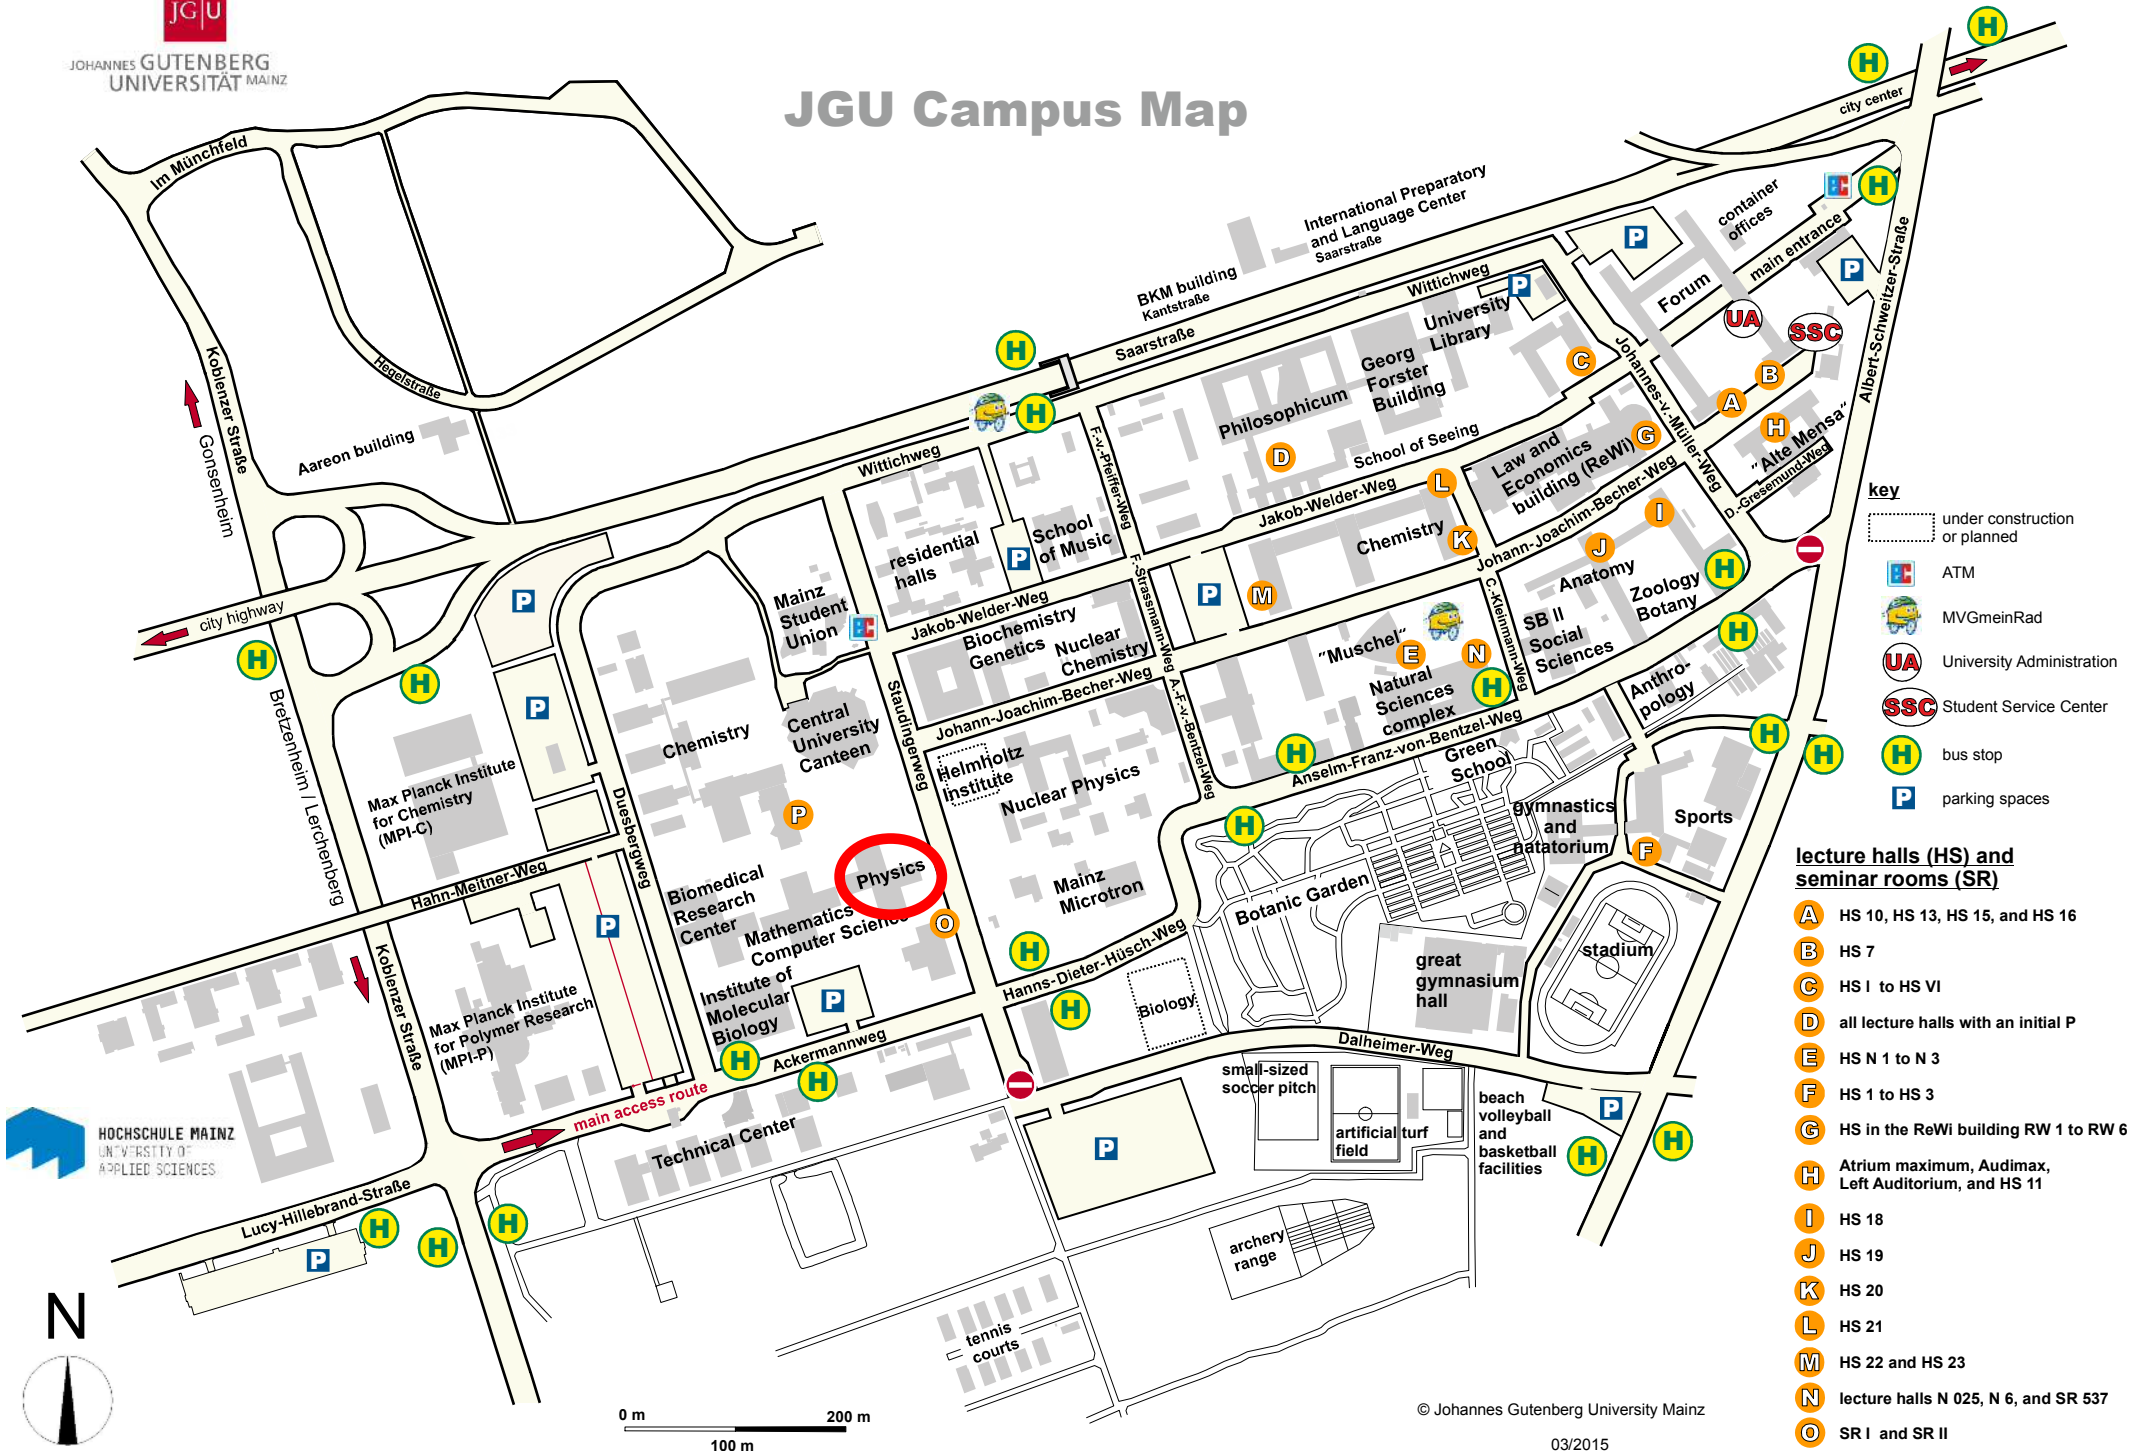 JGU
JOHANNES GUTENBERG
UNIVERSITÄT MAINZ
JGU Campus Map
city center
Im Münchfeld
Koblenzer Straße
Gonsenheim
Hegelstraße
Aareon building
city highway
Bretzenheim / Lerchenberg
International Preparatory
and Language Center
Saarstraße
BKM building
Kantstraße
Saarstraße
Wittichweg
Wittichweg
container
offices
main entrance
Forum
UA
SSC
Albert-Schweitzer-Straße
University
Library
Georg
Forster
Building
Philosophicum
School of Seeing
Johannes-v.-Müller-Weg
Law and
Economics
building (ReWi)
"Alte Mensa"
D.-Gresemund-Weg
Jakob-Welder-Weg
Johann-Joachim-Becher-Weg
Chemistry
Anatomy
Zoology
Botany
SB II
Social
Sciences
C.-Kleinmann-Weg
"Muschel"
Natural
Sciences
complex
Anthro-
pology
Anselm-Franz-von-Bentzel-Weg
Green
School
F.-v.-Pfeiffer-Weg
F.-Strassmann-Weg
A.-F.-v.-Bentzel-Weg
School
of Music
residential
halls
Mainz
Student
Union
Jakob-Welder-Weg
Biochemistry
Genetics
Nuclear
Chemistry
Johann-Joachim-Becher-Weg
Staudingerweg
Central
University
Canteen
Chemistry
Helmholtz
Institute
Nuclear Physics
Mainz
Microtron
Physics
Mathematics
Computer Science
Biomedical
Research
Center
Institute of
Molecular
Biology
Duesbergweg
Max Planck Institute
for Chemistry
(MPI-C)
Hahn-Meitner-Weg
Koblenzer Straße
Max Planck Institute
for Polymer Research
(MPI-P)
main access route
Ackermannweg
Hanns-Dieter-Hüsch-Weg
Biology
Botanic Garden
gymnastics
and
natatorium
Sports
stadium
great
gymnasium
hall
Dalheimer-Weg
small-sized
soccer pitch
artificial turf
field
beach
volleyball
and
basketball
facilities
archery
range
tennis
courts
Technical Center
Lucy-Hillebrand-Straße
HOCHSCHULE MAINZ
UNIVERSITY OF
APPLIED SCIENCES
N
0 m 200 m
100 m
© Johannes Gutenberg University Mainz
03/2015
key
under construction
or planned
ATM
MVGmeinRad
UA University Administration
SSC Student Service Center
H bus stop
P parking spaces
lecture halls (HS) and
seminar rooms (SR)
A HS 10, HS 13, HS 15, and HS 16
B HS 7
C HS I to HS VI
D all lecture halls with an initial P
E HS N 1 to N 3
F HS 1 to HS 3
G HS in the ReWi building RW 1 to RW 6
H Atrium maximum, Audimax,
Left Auditorium, and HS 11
I HS 18
J HS 19
K HS 20
L HS 21
M HS 22 and HS 23
N lecture halls N 025, N 6, and SR 537
O SR I and SR II